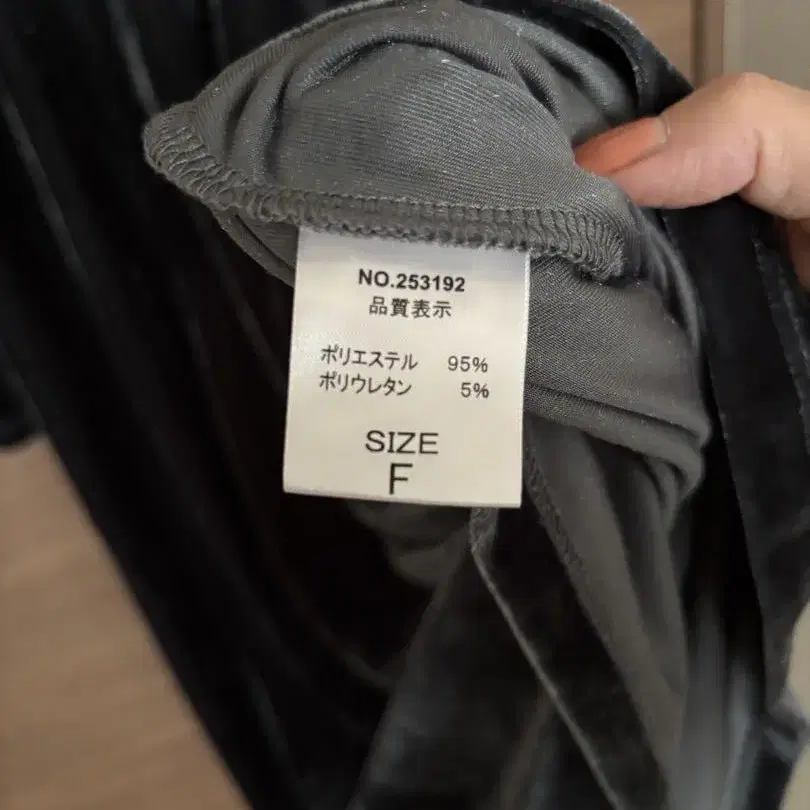 NO.253192
品質表示
ポリエステル 95%
ポリウレタン 5%
SIZE
F